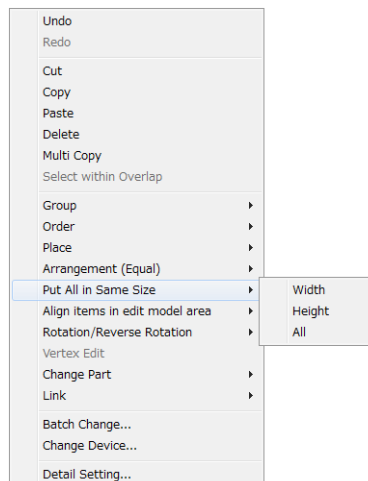 Undo
Redo
Cut
Copy
Paste
Delete
Multi Copy
Select within Overlap
Group
Order
Place
Arrangement (Equal)
Put All in Same Size
Width
Align items in edit model area
Height
Rotation/Reverse Rotation
All
Vertex Edit
Change Part
Link
Batch Change...
Change Device...
Detail Setting...